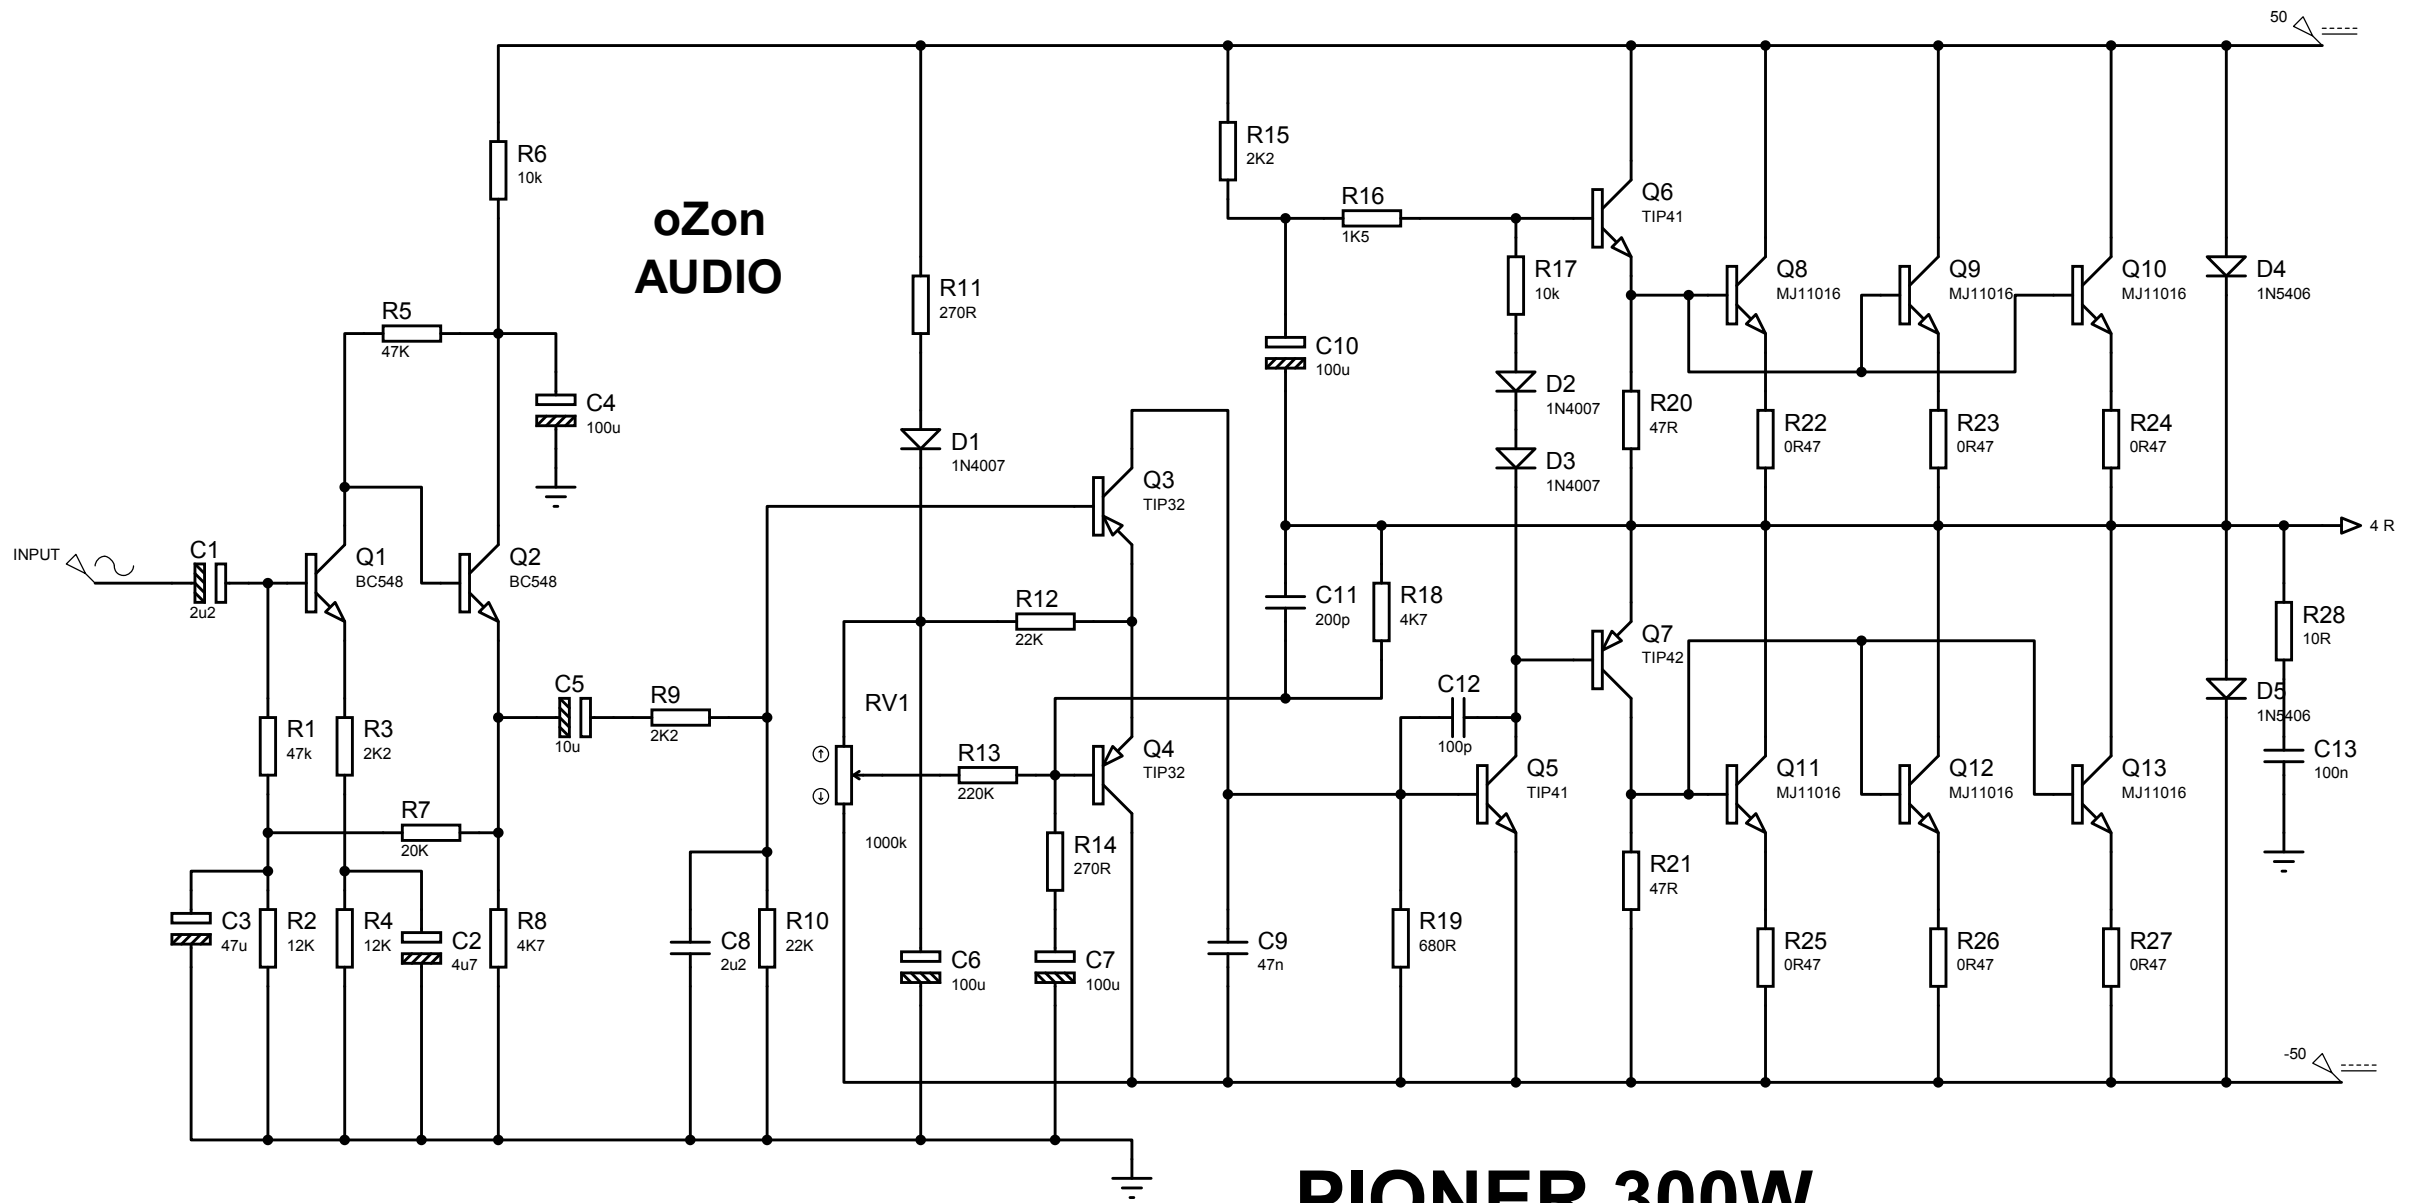 50
R6
10k
oZon
AUDIO
R15
2K2
R16
1K5
Q6
TIP41
R17
10k
Q8
MJ11016
Q9
MJ11016
Q10
MJ11016
D4
1N5406
R11
270R
R5
47K
C10
100u
C4
100u
D2
1N4007
R20
47R
R22
0R47
R23
0R47
R24
0R47
D1
1N4007
D3
1N4007
Q3
TIP32
4 R
INPUT
C1
2u2
Q1
BC548
Q2
BC548
R12
22K
C11
200p
R18
4K7
R28
10R
Q7
TIP42
C5
10u
R9
2K2
RV1
C12
100p
D5
1N5406
R1
47k
R3
2K2
R13
220K
Q4
TIP32
Q5
TIP41
Q11
MJ11016
Q12
MJ11016
Q13
MJ11016
C13
100n
R7
20K
1000k
R14
270R
R21
47R
C3
47u
R2
12K
R4
12K
C2
4u7
R8
4K7
C8
2u2
R10
22K
C6
100u
C7
100u
C9
47n
R19
680R
R25
0R47
R26
0R47
R27
0R47
-50
PIONER 300W